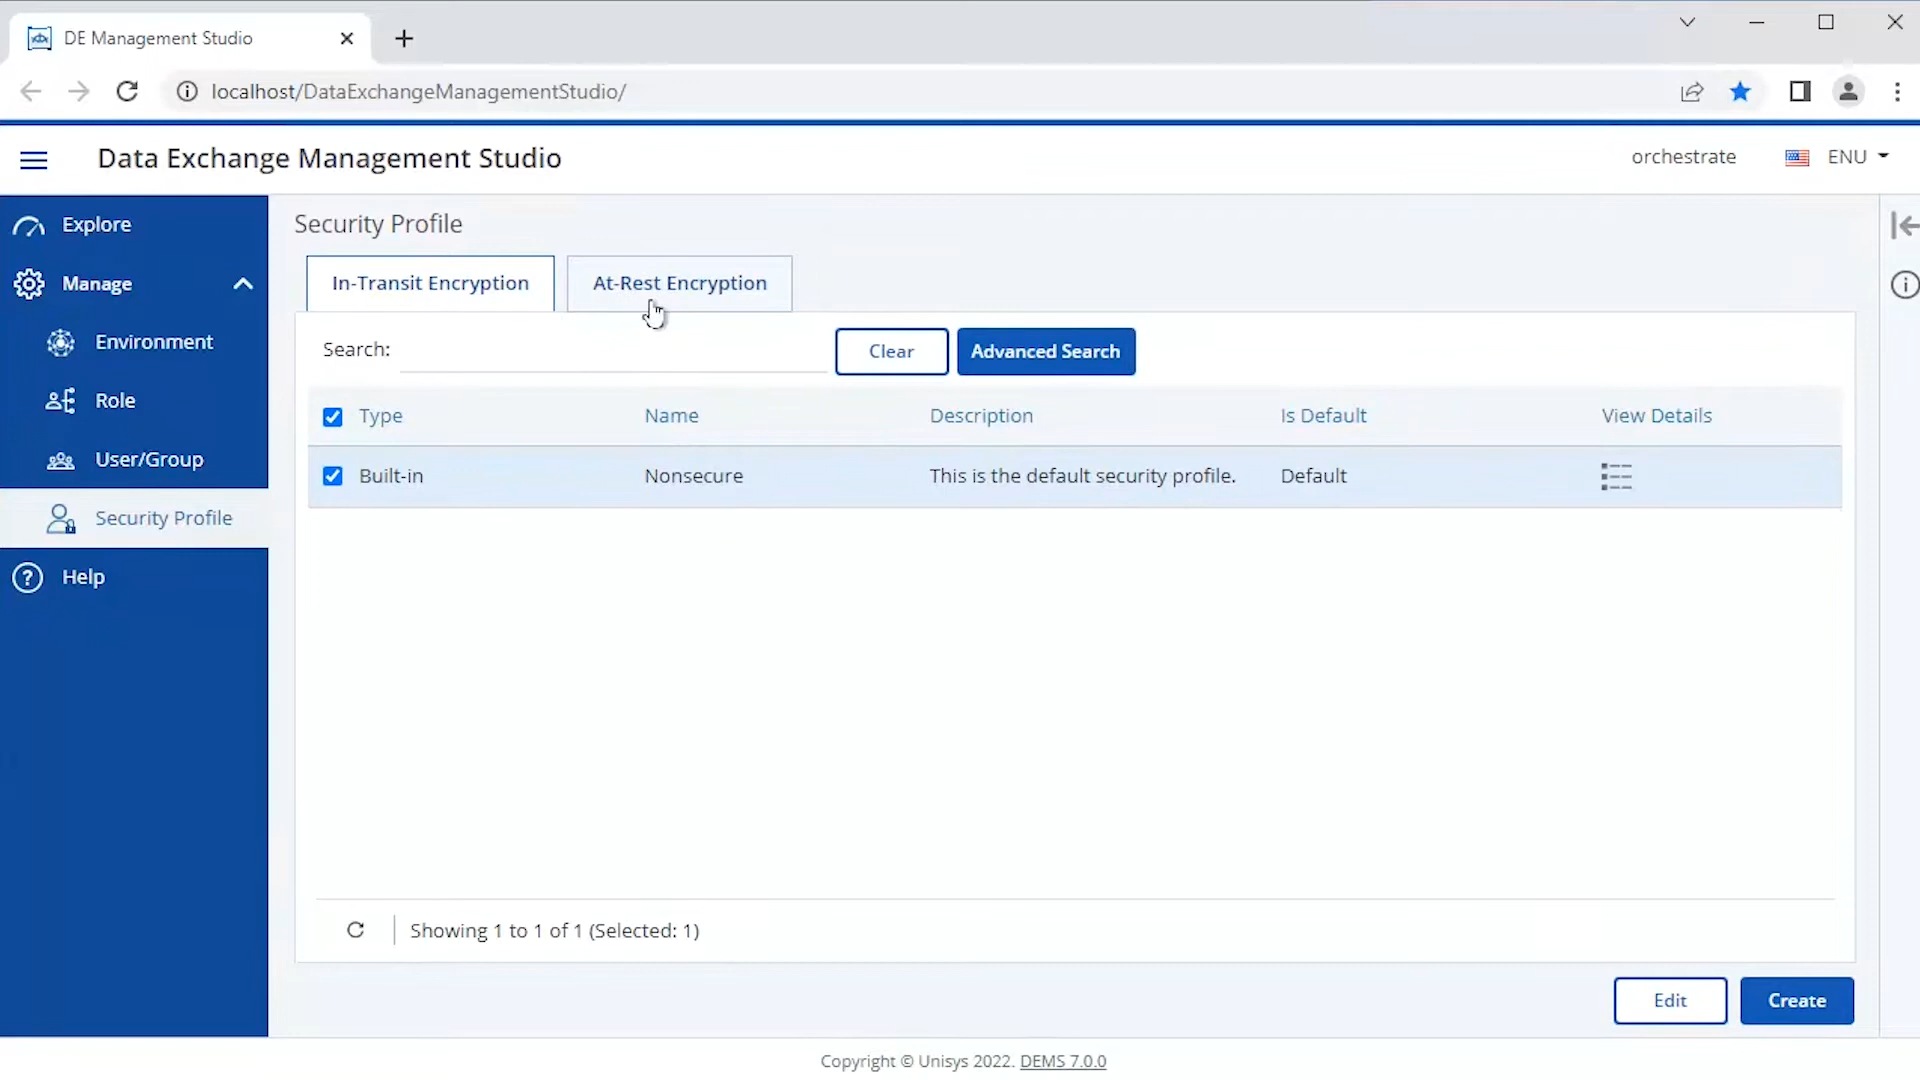 DE Management Studio
localhost/DataExchangeManagementStudio/
Data Exchange Management Studio
orchestrate
ENU
Explore
Manage
Environment
Role
User/Group
Security Profile
Help
Security Profile
In-Transit Encryption
At-Rest Encryption
Search:
Clear
Advanced Search
Type Name Description Is Default View Details
Built-in Nonsecure This is the default security profile. Default
Showing 1 to 1 of 1 (Selected: 1)
Edit
Create
Copyright © Unisys 2022. DEMS 7.0.0